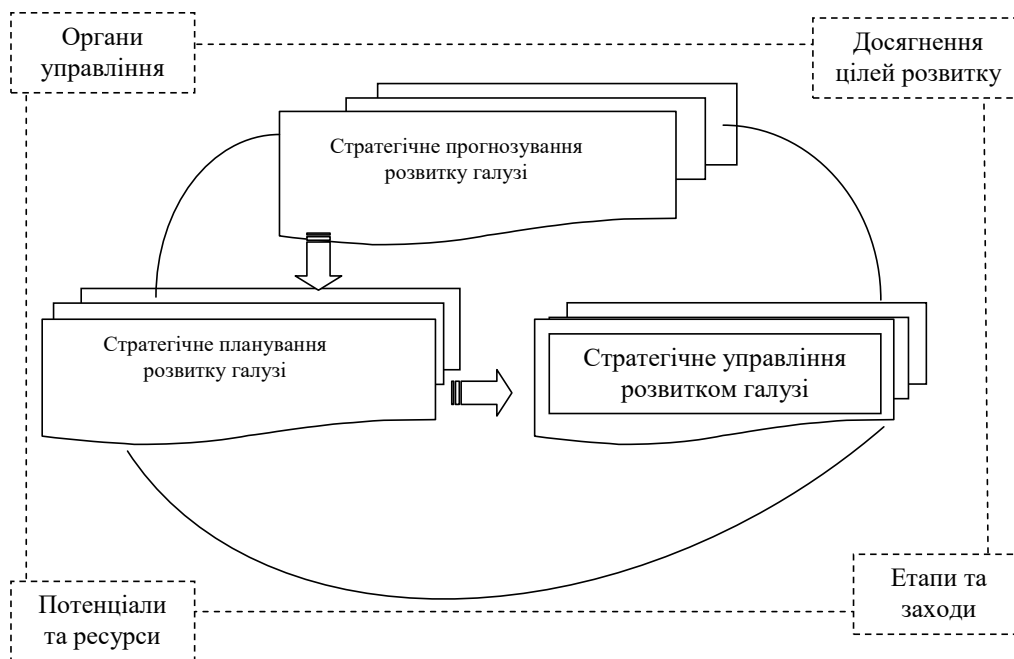 Органи
управління
Досягнення
цілей розвитку
Стратегічне прогнозування
розвитку галузі
Стратегічне планування
розвитку галузі
Стратегічне управління
розвитком галузі
Потенціали
та ресурси
Етапи та
заходи